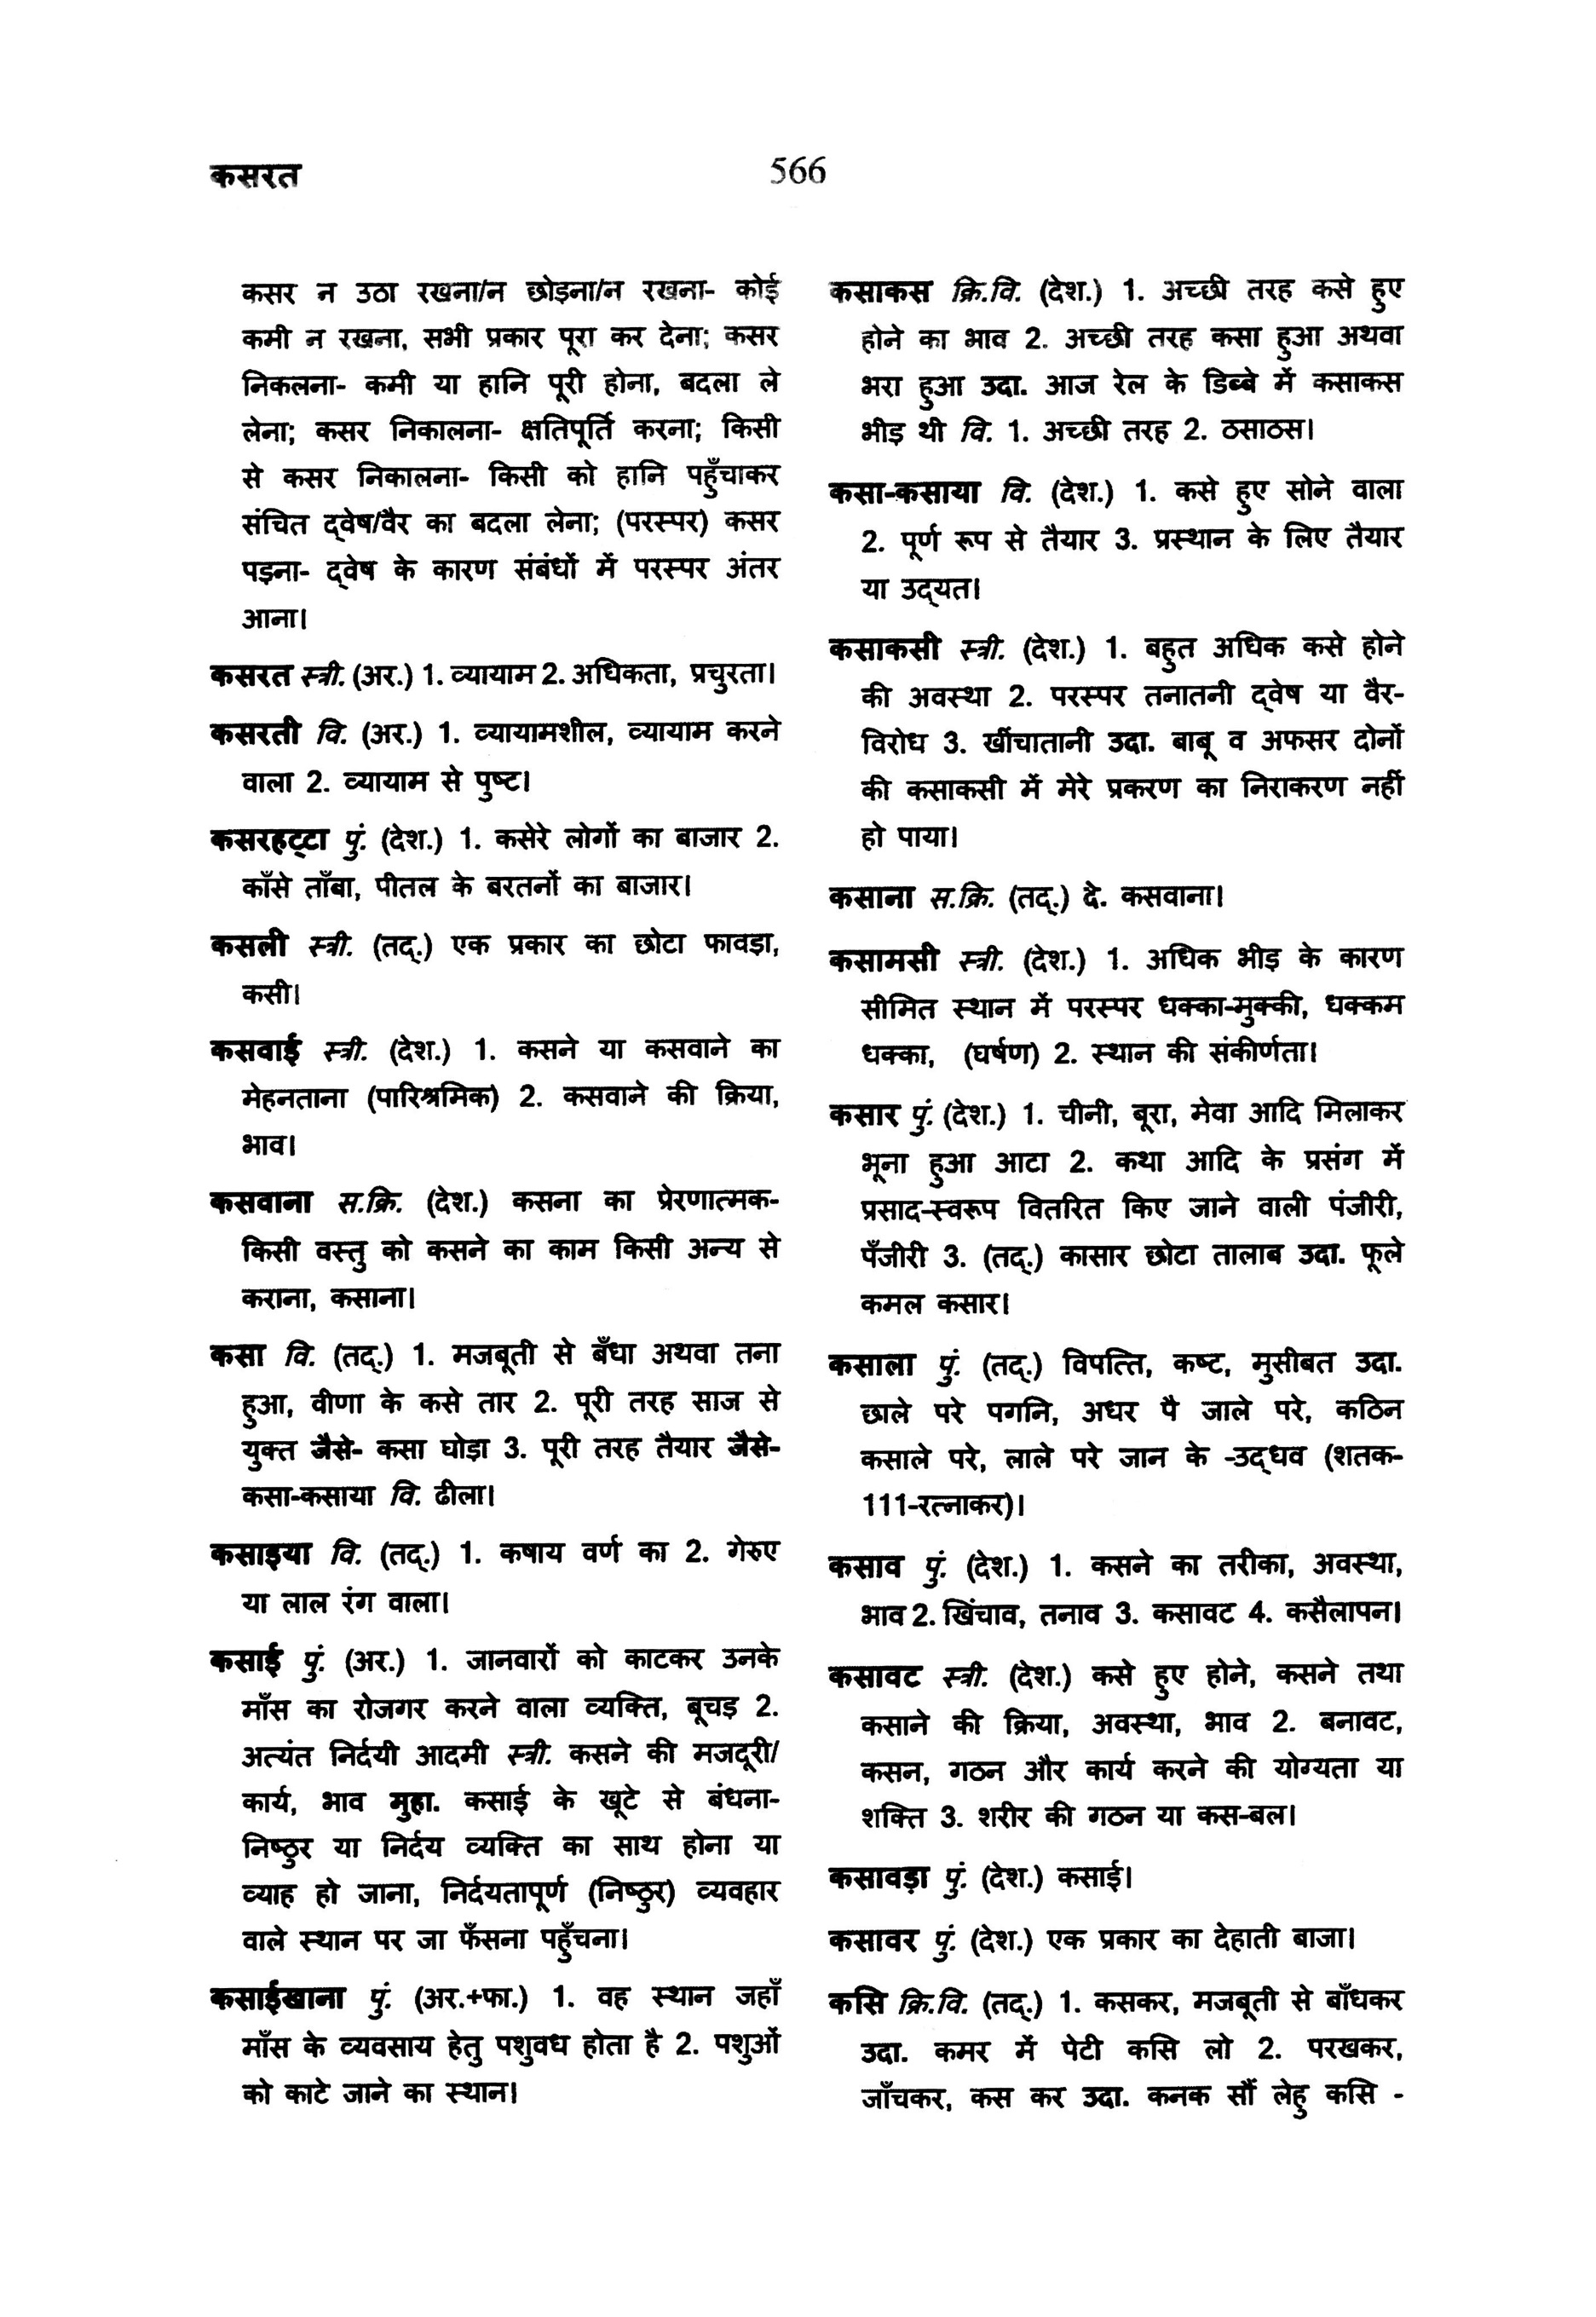 कसरत
566
कसर न उठा रखना/न छोड़ना/न रखना- कोई
कमी न रखना, सभी प्रकार पूरा कर देना; कसर
निकलना- कमी या हानि पूरी होना, बदला ले
लेना; कसर निकालना- क्षतिपूर्ति करना; किसी
से कसर निकालना- किसी को हानि पहुँचाकर
संचित द्‌वेष/वैर का बदला लेना; (परस्पर) कसर
पड़ना- द्‌वेष के कारण संबंधों में परस्पर अंतर
आना।
कसरत स्त्री. (अर.) 1. व्यायाम 2. अधिकता, प्रचुरता।
कसरती वि. (अर.) 1. व्यायामशील, व्यायाम करने
वाला 2. व्यायाम से पुष्ट।
कसरहट्‌टा पुं. (देश.) 1. कसेरे लोगों का बाजार 2.
काँसे ताँबा, पीतल के बरतनों का बाजार।
कसली स्त्री. (तद्.) एक प्रकार का छोटा फावड़ा,
कसी।
कसवाई स्त्री. (देश.) 1. कसने या कसवाने का
मेहनताना (पारिश्रमिक) 2. कसवाने की क्रिया,
भाव।
कसवाना स.क्रि. (देश.) कसना का प्रेरणात्मक-
किसी वस्तु को कसने का काम किसी अन्य से
कराना, कसाना।
कसा वि. (तद्.) 1. मजबूती से बँधा अथवा तना
हुआ, वीणा के कसे तार 2. पूरी तरह साज से
युक्त जैसे- कसा घोड़ा 3. पूरी तरह तैयार जैसे-
कसा-कसाया वि. ढीला।
कसाइया वि. (तद्.) 1. कषाय वर्ण का 2. गेरुए
या लाल रंग वाला।
कसाई पुं. (अर.) 1. जानवारों को काटकर उनके
माँस का रोजगर करने वाला व्यक्ति, बूचड़ 2.
अत्यंत निर्दयी आदमी स्त्री. कसने की मजदूरी/
कार्य, भाव मुहा. कसाई के खूटे से बंधना-
निष्ठुर या निर्दय व्यक्ति का साथ होना या
व्याह हो जाना, निर्दयतापूर्ण (निष्ठुर) व्यवहार
वाले स्थान पर जा फँसना पहुँचना।
कसाईखाना पुं. (अर.+फा.) 1. वह स्थान जहाँ
माँस के व्यवसाय हेतु पशुवध होता है 2. पशुओं
को काटे जाने का स्थान।
कसाकस क्रि.वि. (देश.) 1. अच्छी तरह कसे हुए
होने का भाव 2. अच्छी तरह कसा हुआ अथवा
भरा हुआ उदा. आज रेल के डिब्बे में कसाकस
भीड़ थी वि. 1. अच्छी तरह 2. ठसाठस।
कसा-कसाया वि. (देश.) 1. कसे हुए सोने वाला
2. पूर्ण रूप से तैयार 3. प्रस्थान के लिए तैयार
या उद्‌यत।
कसाकसी स्त्री. (देश.) 1. बहुत अधिक कसे होने
की अवस्था 2. परस्पर तनातनी द्‌वेष या वैर-
विरोध 3. खींचातानी उदा. बाबू व अफसर दोनों
की कसाकसी में मेरे प्रकरण का निराकरण नहीं
हो पाया।
कसाना स.क्रि. (तद्.) दे. कसवाना।
कसामसी स्त्री. (देश.) 1. अधिक भीड़ के कारण
सीमित स्थान में परस्पर धक्का-मुक्की, धक्कम
धक्का, (घर्षण) 2. स्थान की संकीर्णता।
कसार पुं. (देश.) 1. चीनी, बूरा, मेवा आदि मिलाकर
भूना हुआ आटा 2. कथा आदि के प्रसंग में
प्रसाद-स्वरूप वितरित किए जाने वाली पंजीरी,
पँजीरी 3. (तद्.) कासार छोटा तालाब उदा. फूले
कमल कसार।
कसाला पुं. (तद्.) विपत्ति, कष्ट, मुसीबत उदा.
छाले परे पगनि, अधर पै जाले परे, कठिन
कसाले परे, लाले परे जान के -उद्‌धव (शतक-
111-रत्नाकर)।
कसाव पुं. (देश.) 1. कसने का तरीका, अवस्था,
भाव 2. खिंचाव, तनाव 3. कसावट 4. कसैलापन।
कसावट स्त्री. (देश.) कसे हुए होने, कसने तथा
कसाने की क्रिया, अवस्था, भाव 2. बनावट,
कसन, गठन और कार्य करने की योग्यता या
शक्ति 3. शरीर की गठन या कस-बल।
कसावड़ा पुं. (देश.) कसाई।
कसावर पुं. (देश.) एक प्रकार का देहाती बाजा।
कसि क्रि.वि. (तद्.) 1. कसकर, मजबूती से बाँधकर
उदा. कमर में पेटी कसि लो 2. परखकर,
जाँचकर, कस कर उदा. कनक सौं लेहु कसि -